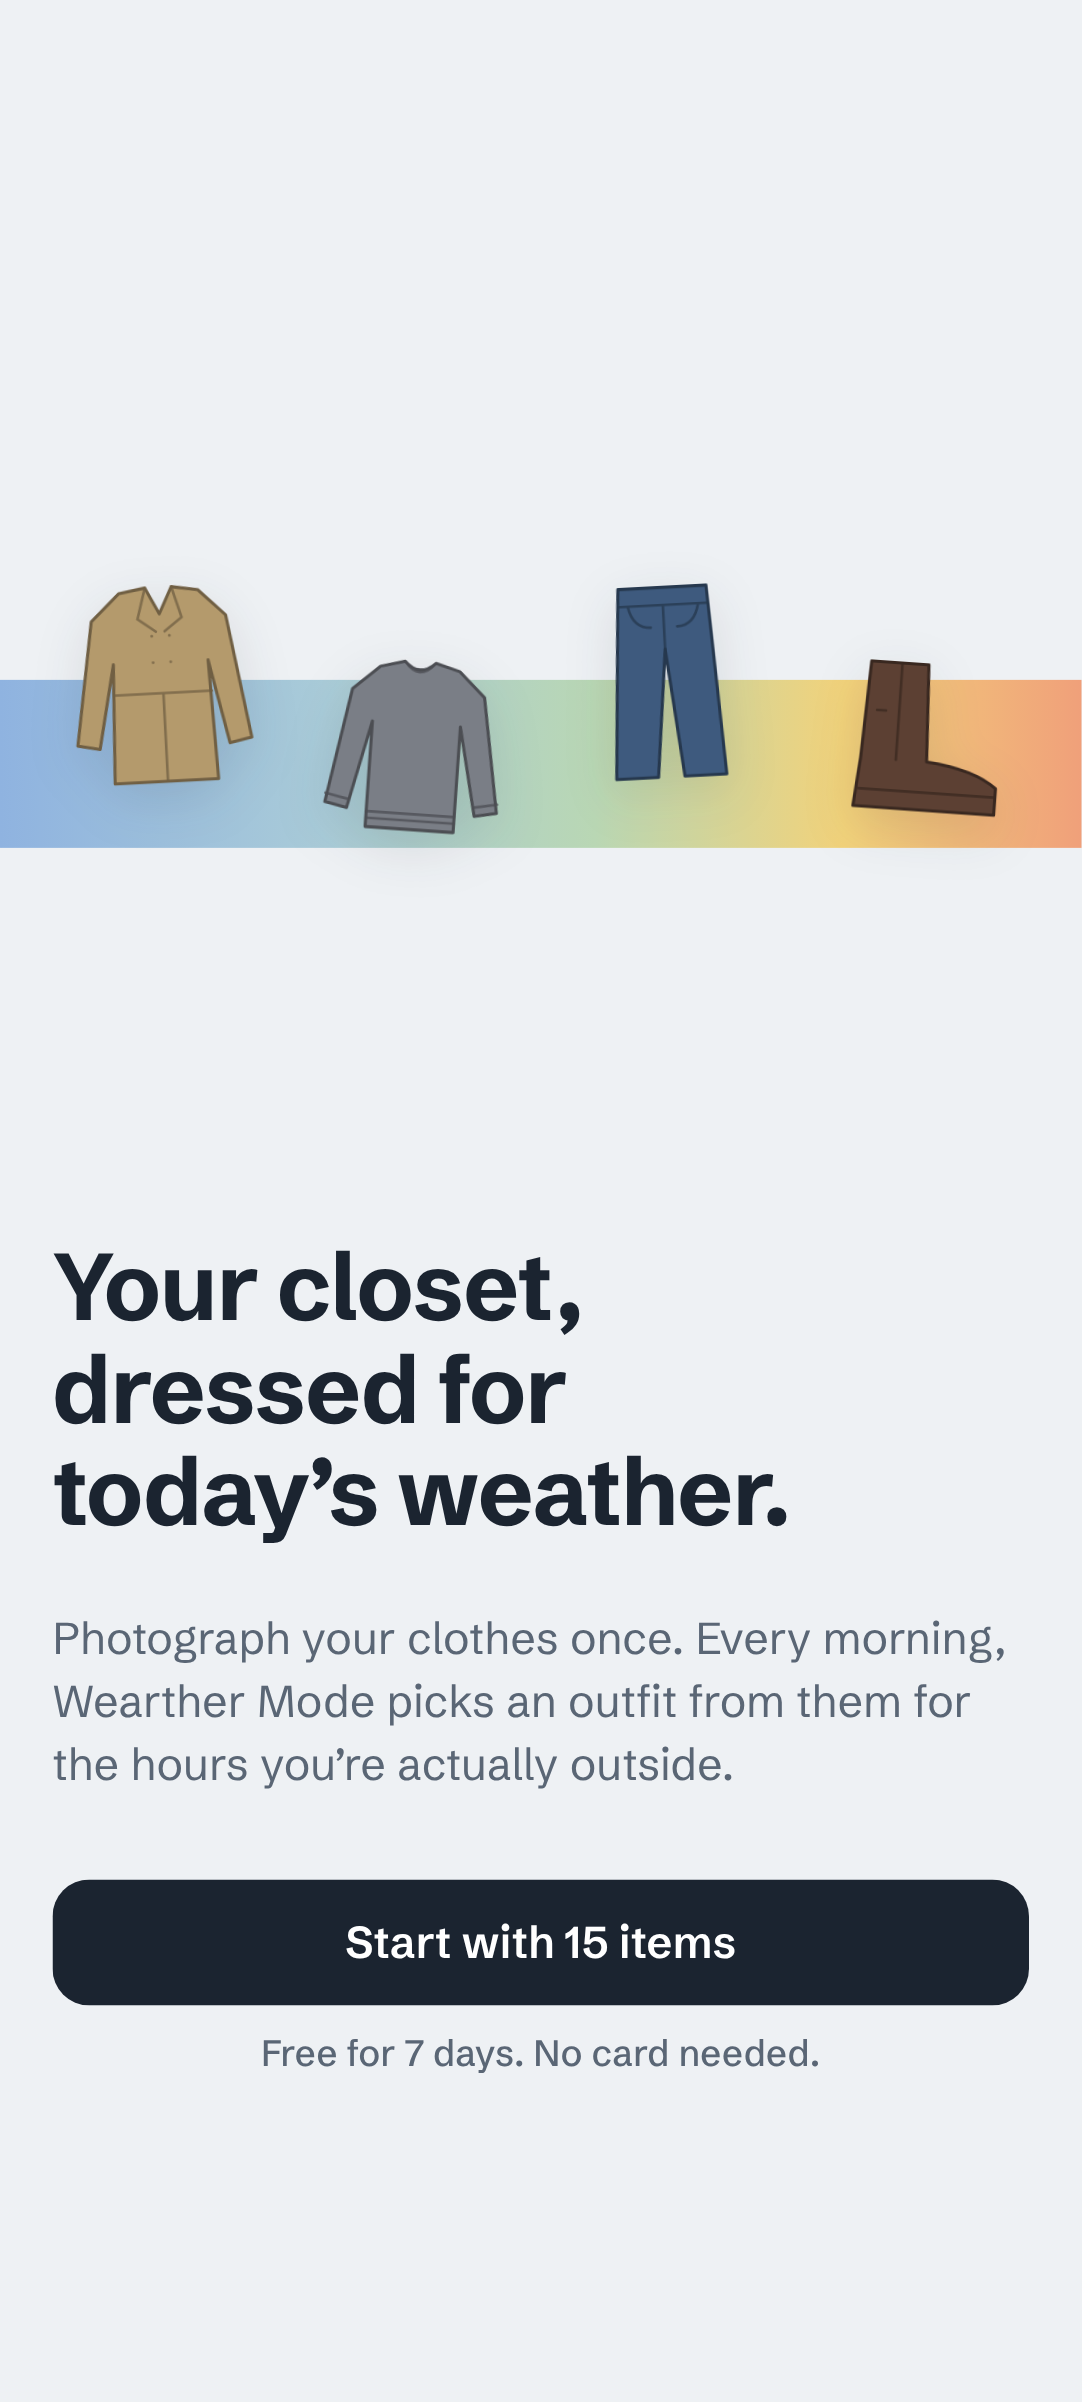 Your closet,
dressed for
today’s weather.
Photograph your clothes once. Every morning,
Wearther Mode picks an outfit from them for
the hours you’re actually outside.
Start with 15 items
Free for 7 days. No card needed.